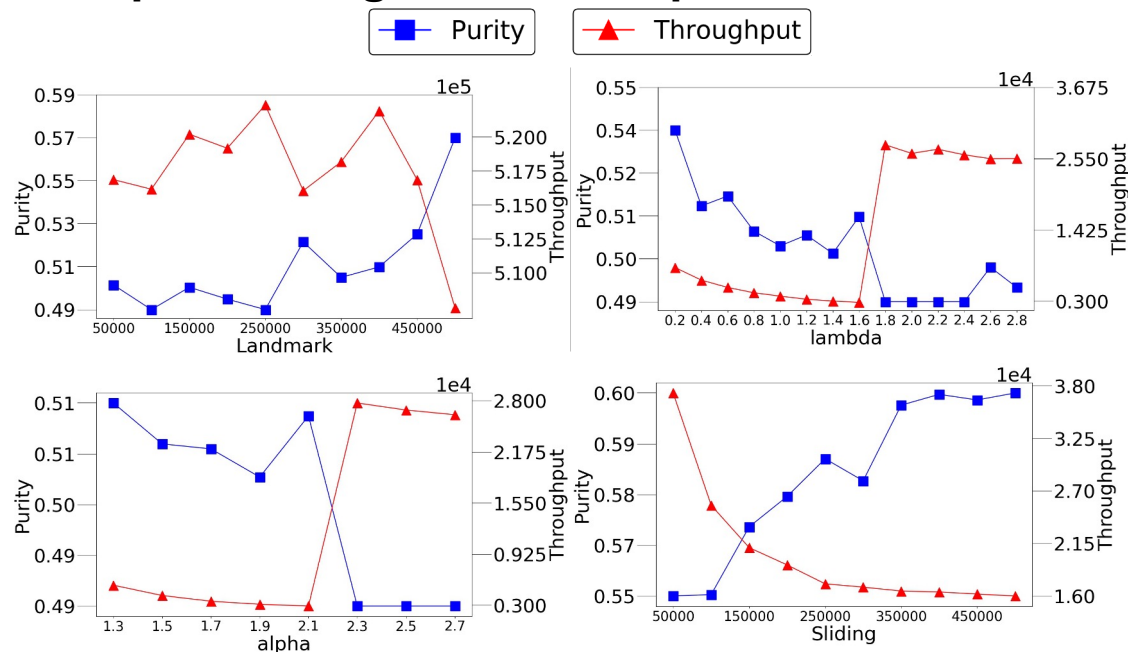 Purity
Throughput
1e5
0.59
0.57
0.55
0.53
0.51
0.49
Purity
5.200
5.175
5.150
5.125
5.100
Throughput
50000 150000 250000 350000 450000
Landmark
1e4
0.55
0.54
0.52
0.51
0.50
0.49
Purity
3.675
2.550
1.425
0.300
Throughput
0.2 0.4 0.6 0.8 1.0 1.2 1.4 1.6 1.8 2.0 2.2 2.4 2.6 2.8
lambda
1e4
0.51
0.51
0.50
0.49
0.49
Purity
2.800
2.175
1.550
0.925
0.300
Throughput
1.3 1.5 1.7 1.9 2.1 2.3 2.5 2.7
alpha
1e4
0.60
0.59
0.58
0.57
0.55
Purity
3.80
3.25
2.70
2.15
1.60
Throughput
50000 150000 250000 350000 450000
Sliding